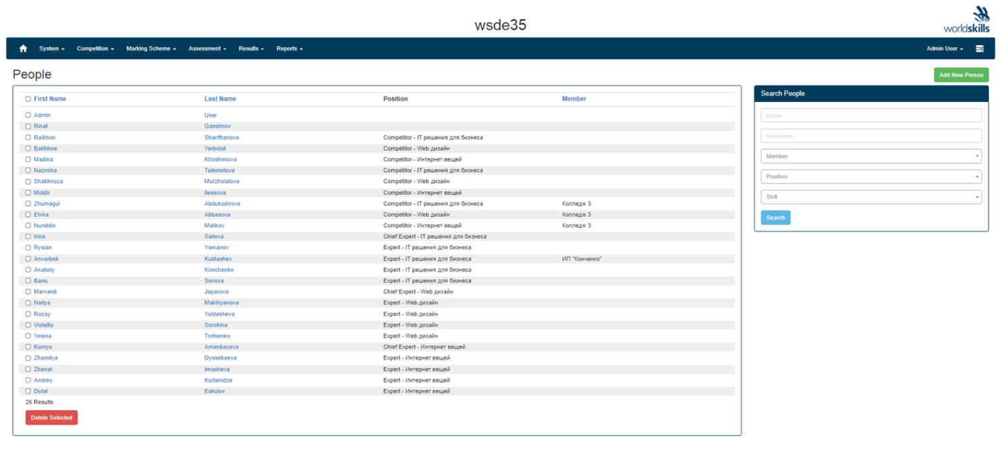 wsde35
worldskills
System Competition Marking Scheme Assessment Results Reports Admin User
People
Add New Person
First Name Last Name Position Member
Admin User
Rinat Gassimov
Raikhon Sharifhanova Competitor - IT решения для бизнеса
Bakhtore Yerbolat Competitor - Web дизайн
Madina Khoshimova Competitor - Интернет вещей
Nazmina Tulemetova Competitor - IT решения для бизнеса
Shakhnoza Murzhalalova Competitor - Web дизайн
Moldir Ilessova Competitor - Интернет вещей
Zhumagul Abdukodirova Competitor - IT решения для бизнеса Колледж 3
Elvira Abbasova Competitor - Web дизайн Колледж 3
Nuriddin Malikov Competitor - Интернет вещей Колледж 3
Irina Salieva Chief Expert - IT решения для бизнеса
Ryslan Ysmanov Expert - IT решения для бизнеса
Anvarbek Kuldashev Expert - IT решения для бизнеса ИП "Конченко"
Anatoliy Konchenko Expert - IT решения для бизнеса
Banu Simova Expert - IT решения для бизнеса
Marvarid Japarova Chief Expert - Web дизайн
Nailya Makhiyanova Expert - Web дизайн
Rozay Yuldasheva Expert - Web дизайн
Violetta Sorokina Expert - Web дизайн
Yelena Trotsenko Expert - Web дизайн
Kumys Amanbayeva Chief Expert - Интернет вещей
Zhamilya Dyssebaeva Expert - Интернет вещей
Zhanat Imasheva Expert - Интернет вещей
Andrey Kurtanidze Expert - Интернет вещей
Dulat Eskulov Expert - Интернет вещей
26 Results
Delete Selected
Search People
Name
Username
Member
Position
Skill
Search